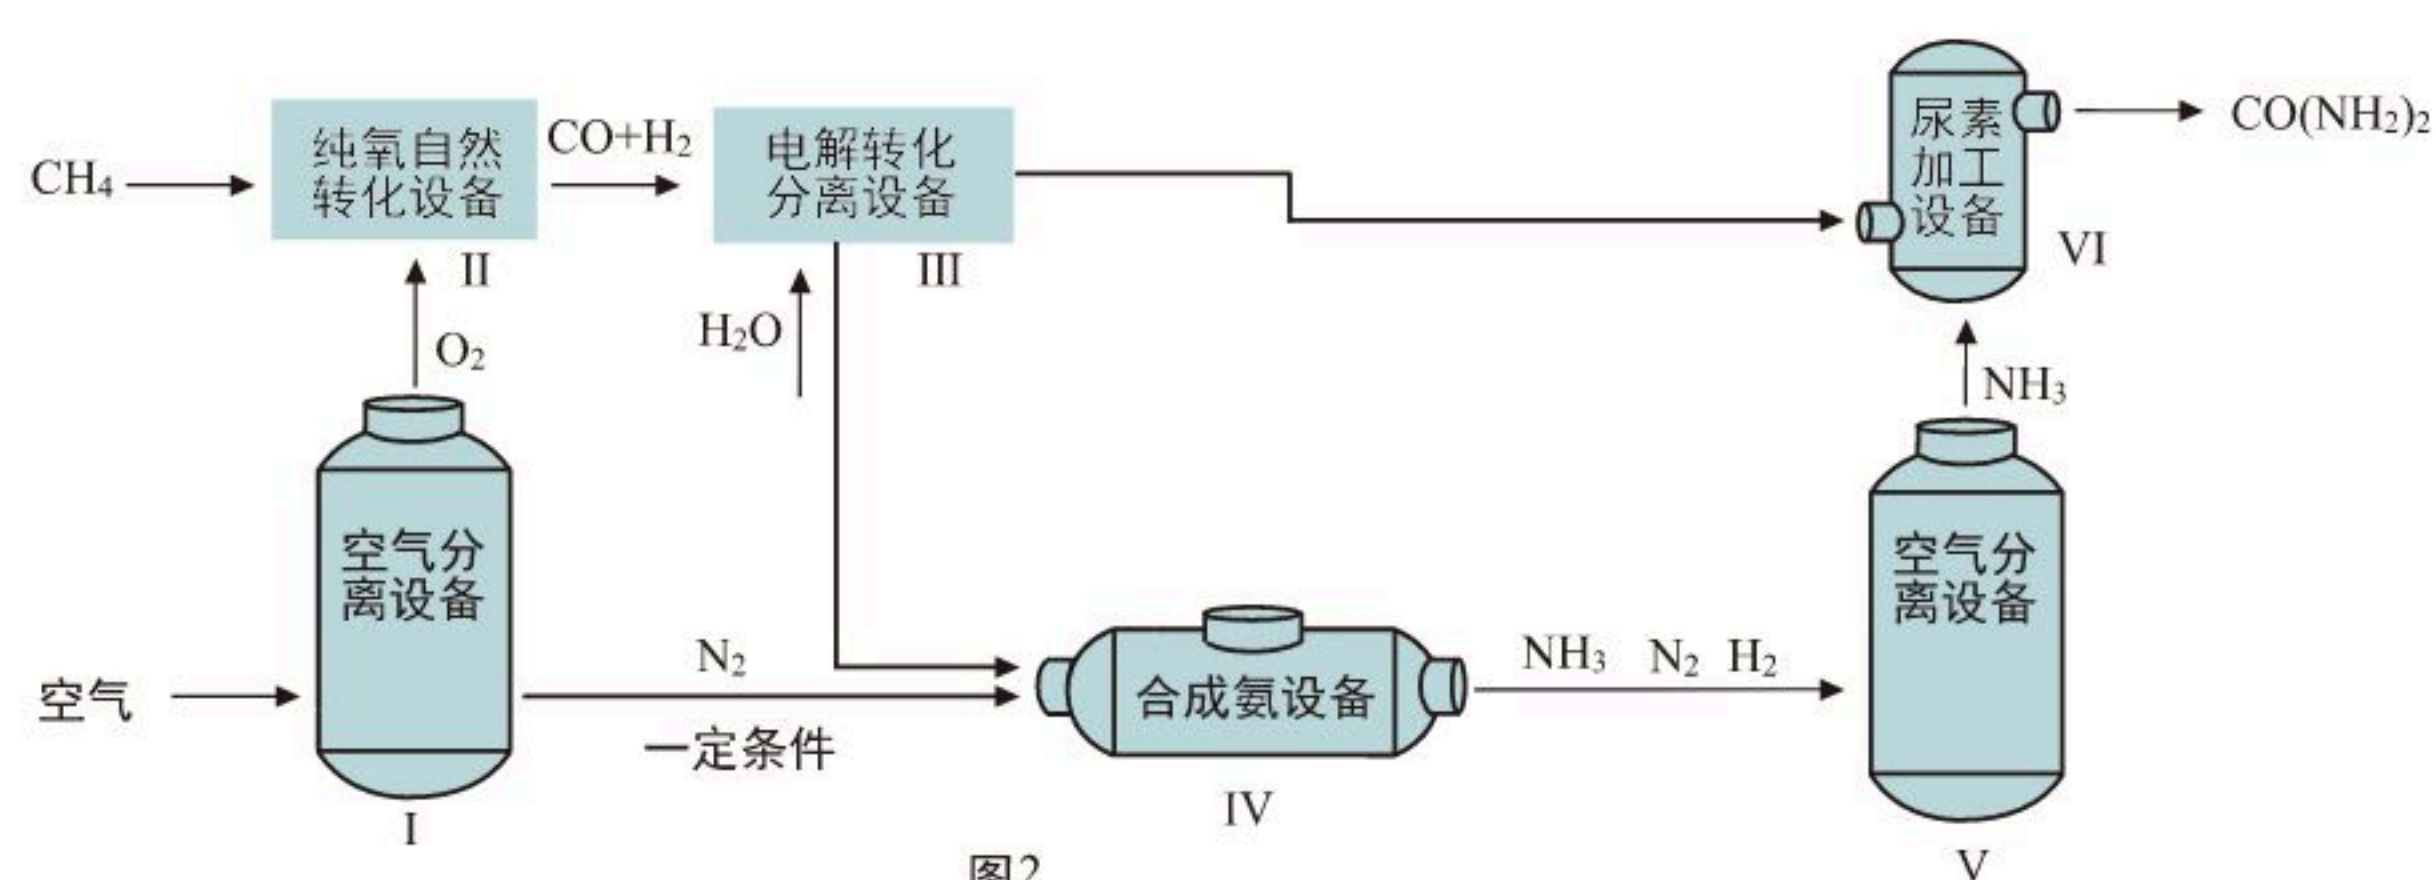 CH₄
纯氧自然
转化设备
II
CO+H₂
电解转化
分离设备
III
H₂O
O₂
尿素
加工
设备
VI
CO(NH₂)₂
NH₃
空气
空气分
离设备
I
N₂
一定条件
合成氨设备
IV
NH₃ N₂ H₂
空气分
离设备
V
图2